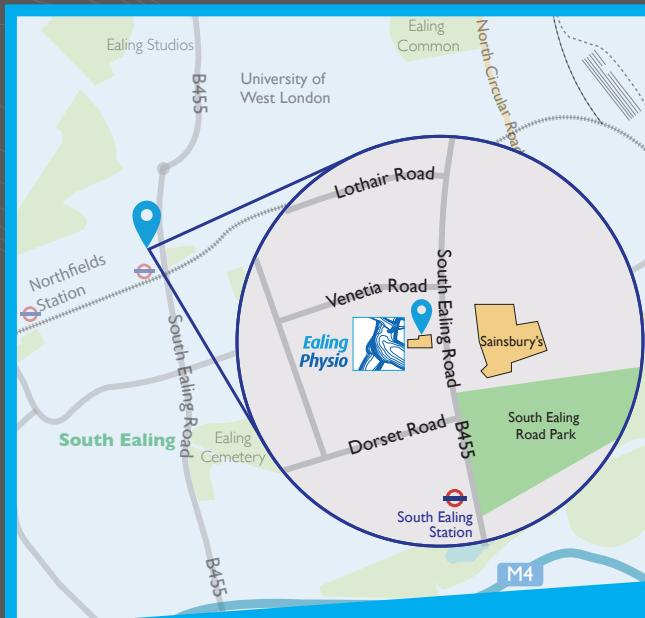 Ealing Studios
Ealing
Common
B455
University of
West London
North Circular Road
Lothair Road
Northfields
Station
Venetia Road
South Ealing Road
Ealing
Physio
Sainsbury's
South Ealing Road
South Ealing
Ealing
Cemetery
Dorset Road
B455
South Ealing
Road Park
South Ealing
Station
B455
M4